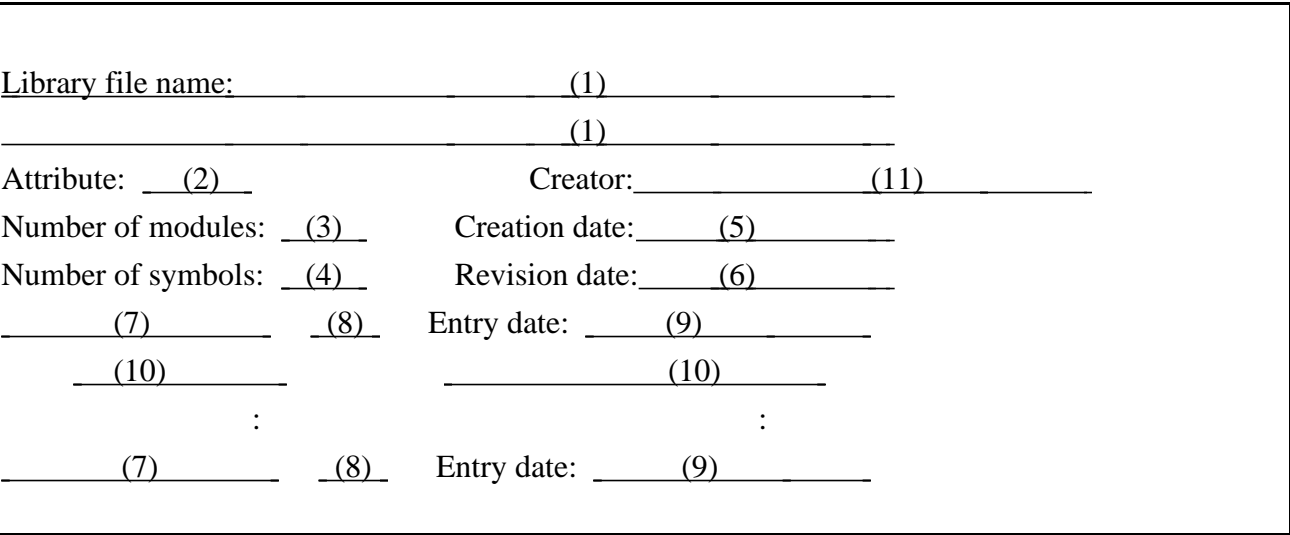 Library file name: (1)
(1)
Attribute: (2) Creator: (11)
Number of modules: (3) Creation date: (5)
Number of symbols: (4) Revision date: (6)
(7) (8) Entry date: (9)
(10) (10)
: :
(7) (8) Entry date: (9)